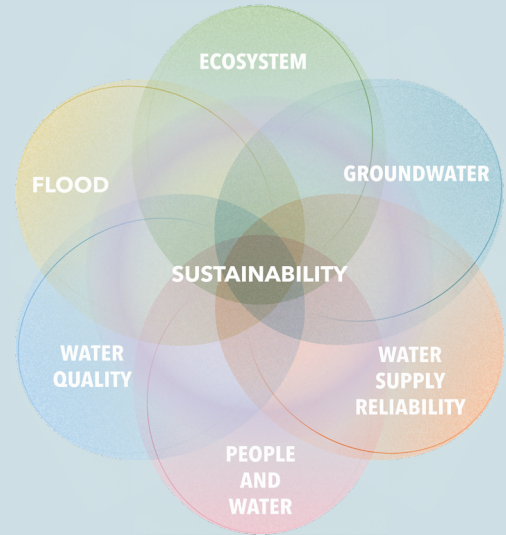 ECOSYSTEM
FLOOD
GROUNDWATER
SUSTAINABILITY
WATER
QUALITY
WATER
SUPPLY
RELIABILITY
PEOPLE
AND
WATER